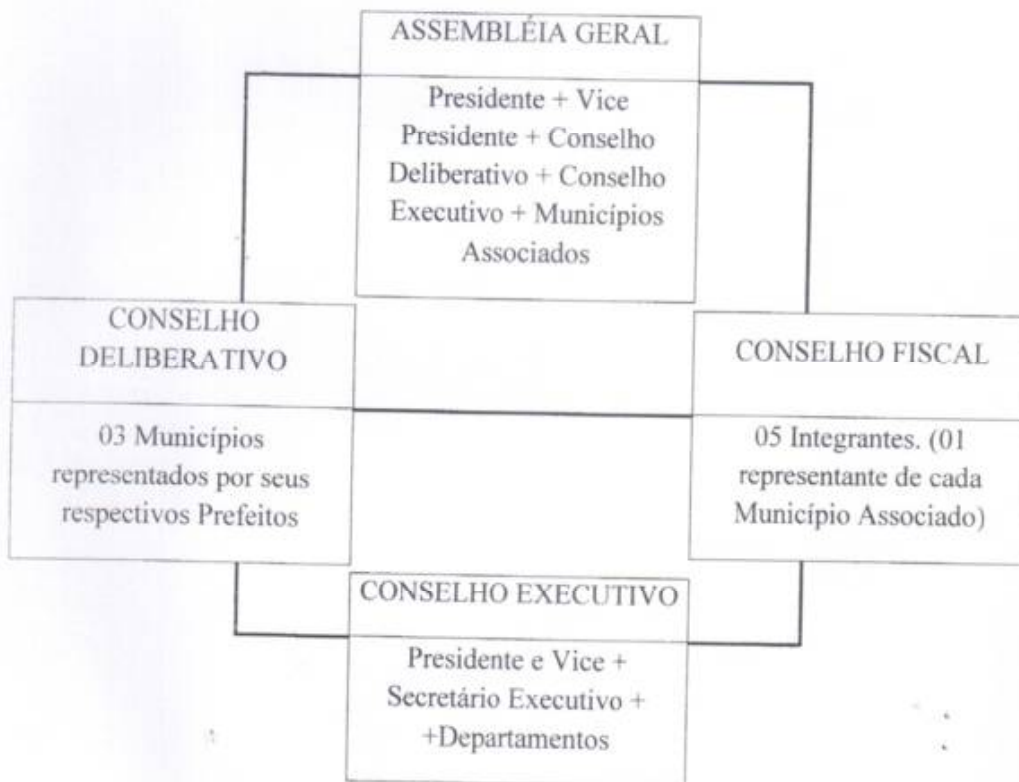 ASSEMBLÉIA GERAL
Presidente + Vice
Presidente + Conselho
Deliberativo + Conselho
Executivo + Municípios
Associados
CONSELHO
DELIBERATIVO
03 Municípios
representados por seus
respectivos Prefeitos
CONSELHO FISCAL
05 Integrantes. (01
representante de cada
Município Associado)
CONSELHO EXECUTIVO
Presidente e Vice +
Secretário Executivo +
+Departamentos